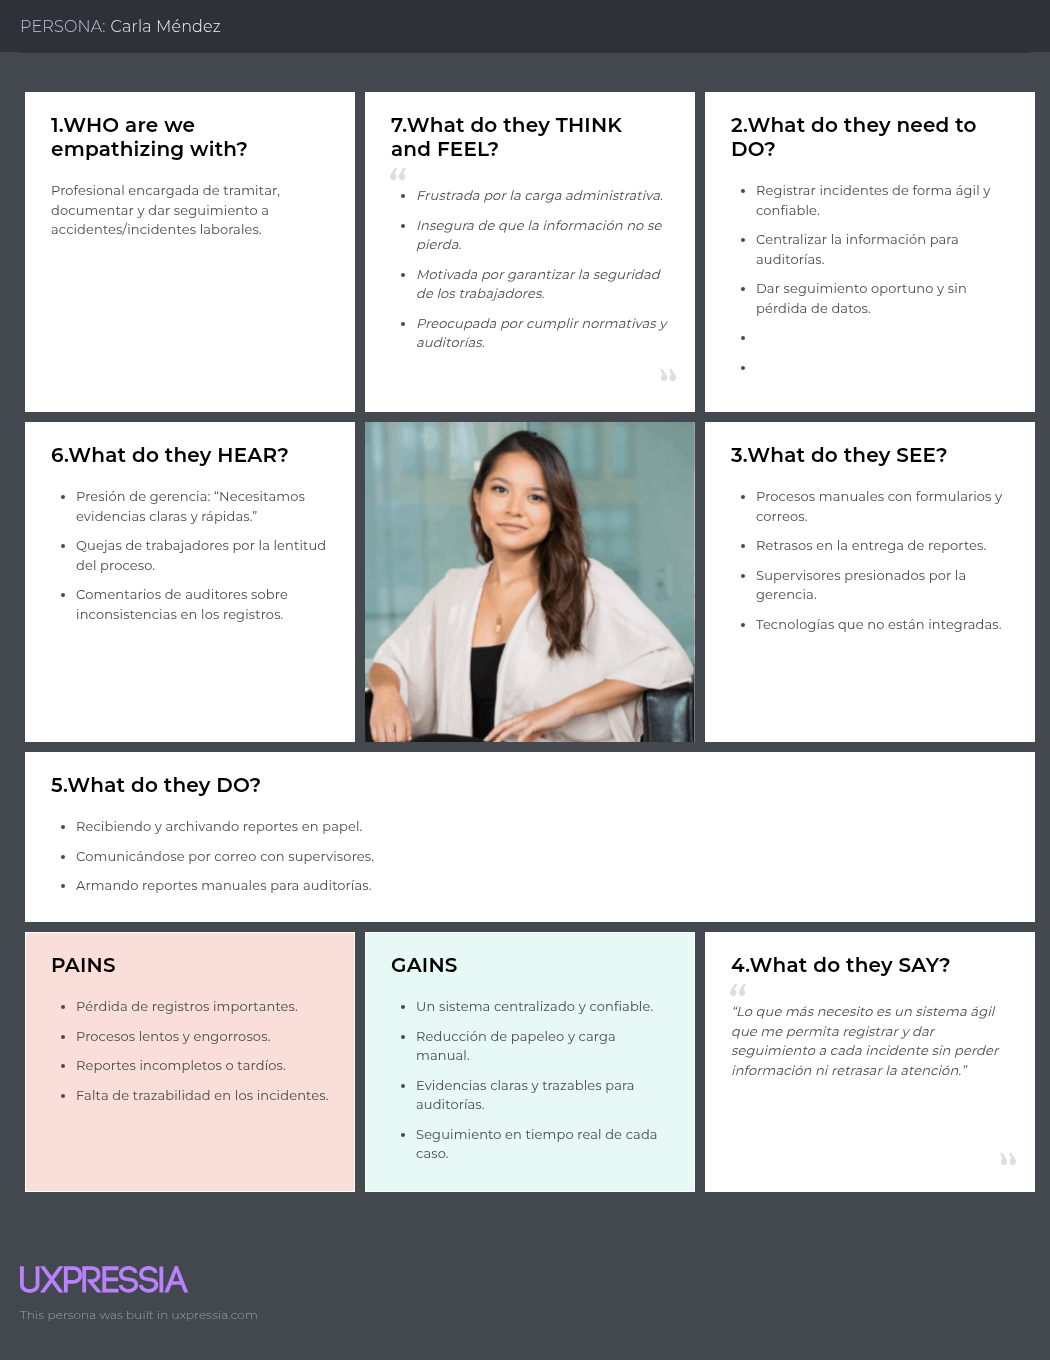 PERSONA: Carla Méndez
1.WHO are we
empathizing with?
Profesional encargada de tramitar,
documentar y dar seguimiento a
accidentes/incidentes laborales.
7.What do they THINK
and FEEL?
“
• Frustrada por la carga administrativa.
• Insegura de que la información no se
pierda.
• Motivada por garantizar la seguridad
de los trabajadores.
• Preocupada por cumplir normativas y
auditorías.
”
2.What do they need to
DO?
• Registrar incidentes de forma ágil y
confiable.
• Centralizar la información para
auditorías.
• Dar seguimiento oportuno y sin
pérdida de datos.
•
•
6.What do they HEAR?
• Presión de gerencia: “Necesitamos
evidencias claras y rápidas.”
• Quejas de trabajadores por la lentitud
del proceso.
• Comentarios de auditores sobre
inconsistencias en los registros.
3.What do they SEE?
• Procesos manuales con formularios y
correos.
• Retrasos en la entrega de reportes.
• Supervisores presionados por la
gerencia.
• Tecnologías que no están integradas.
5.What do they DO?
• Recibiendo y archivando reportes en papel.
• Comunicándose por correo con supervisores.
• Armando reportes manuales para auditorías.
PAINS
• Pérdida de registros importantes.
• Procesos lentos y engorrosos.
• Reportes incompletos o tardíos.
• Falta de trazabilidad en los incidentes.
GAINS
• Un sistema centralizado y confiable.
• Reducción de papeleo y carga
manual.
• Evidencias claras y trazables para
auditorías.
• Seguimiento en tiempo real de cada
caso.
4.What do they SAY?
“
“Lo que más necesito es un sistema ágil
que me permita registrar y dar
seguimiento a cada incidente sin perder
información ni retrasar la atención.”
”
UXPRESSIA
This persona was built in uxpressia.com